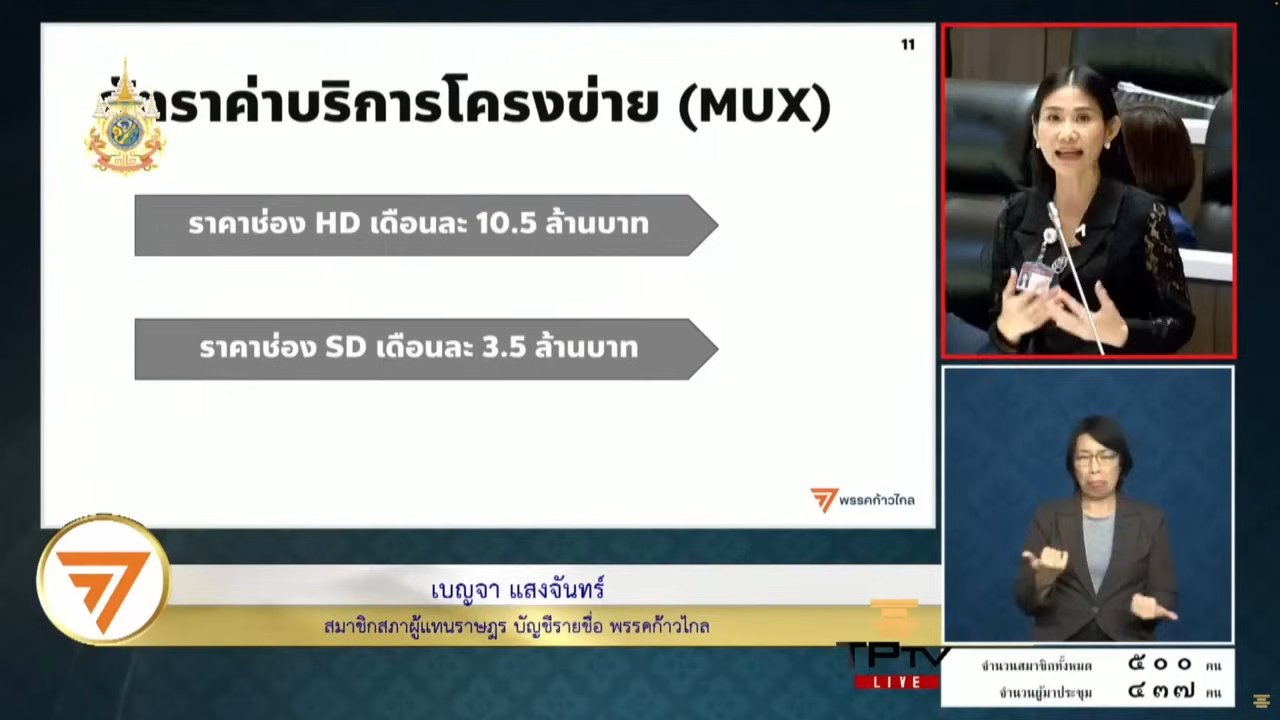 11
ราค่าบริการโครงข่าย (MUX)
ราคาช่อง HD เดือนละ 10.5 ล้านบาท
ราคาช่อง SD เดือนละ 3.5 ล้านบาท
พรรคก้าวไกล
เบญจา แสงจันทร์
สมาชิกสภาผู้แทนราษฎร บัญชีรายชื่อ พรรคก้าวไกล
TPTV
LIVE
จำนวนสมาชิกทั้งหมด ๕๐๐ คน
จำนวนผู้มาประชุม ๔๓๗ คน